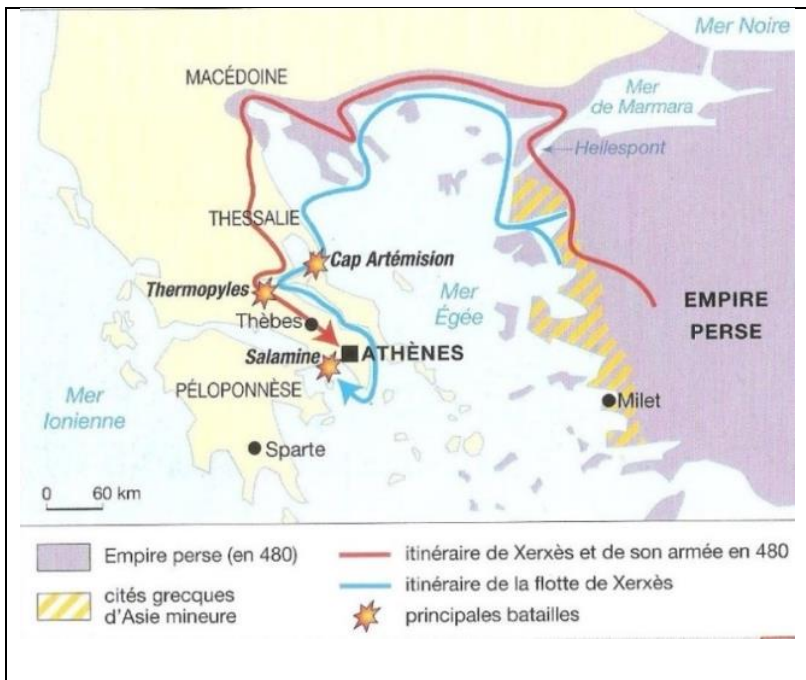 Mer Noire
MACÉDOINE
Mer
de Marmara
Hellespont
THESSALIE
Cap Artémision
Thermopyles
Mer
Égée
EMPIRE
PERSE
Thèbes
Salamine
ATHÈNES
PÉLOPONNÈSE
Mer
Ionienne
Milet
Sparte
0 60 km
Empire perse (en 480)
itinéraire de Xerxès et de son armée en 480
itinéraire de la flotte de Xerxès
cités grecques
d'Asie mineure
principales batailles